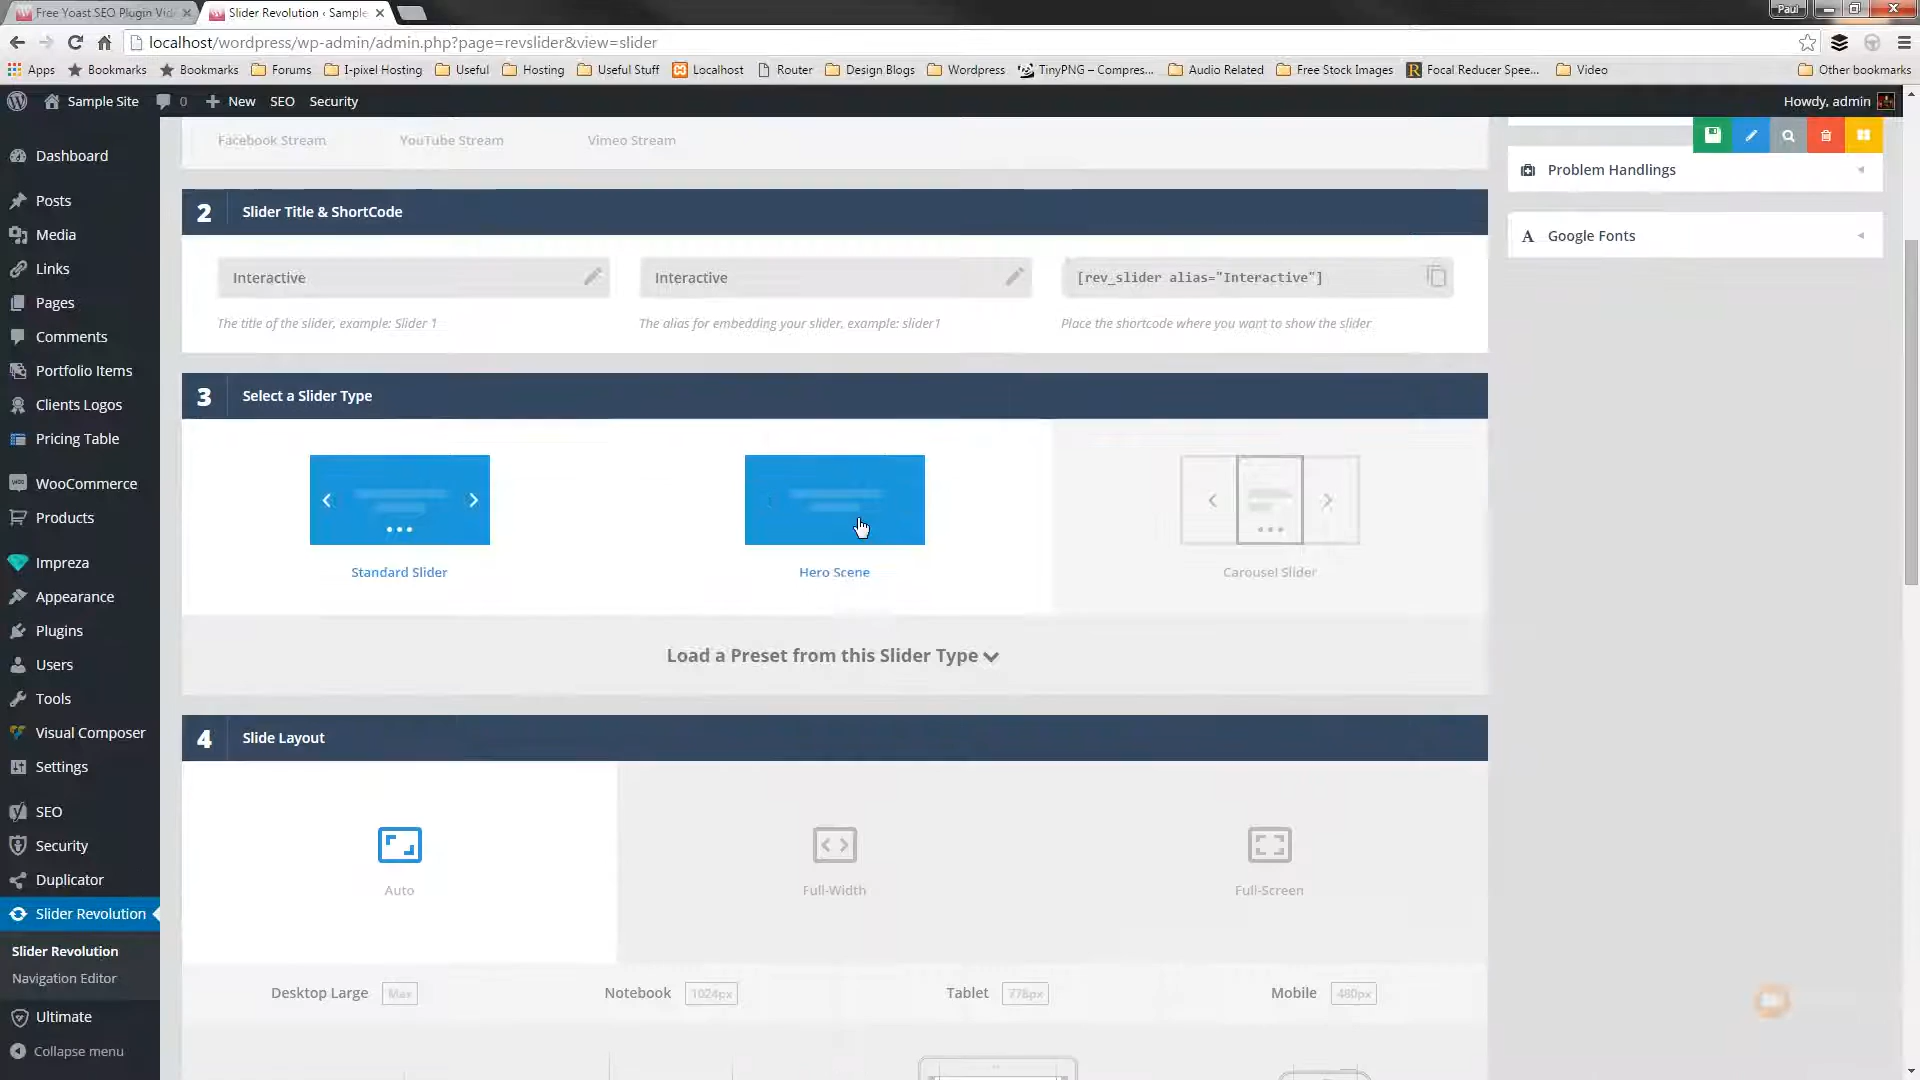 Free Yoast SEO Plugin Vid
Slider Revolution ‹ Sample
Paul
localhost/wordpress/wp-admin/admin.php?page=revslider&view=slider
Apps
Bookmarks
Bookmarks
Forums
I-pixel Hosting
Useful
Hosting
Useful Stuff
Localhost
Router
Design Blogs
Wordpress
TinyPNG – Compres...
Audio Related
Free Stock Images
Focal Reducer Spee...
Video
Other bookmarks
Sample Site
0
New
SEO
Security
Howdy, admin
Dashboard
Posts
Media
Links
Pages
Comments
Portfolio Items
Clients Logos
Pricing Table
WooCommerce
Products
Impreza
Appearance
Plugins
Users
Tools
Visual Composer
Settings
SEO
Security
Duplicator
Slider Revolution
Slider Revolution
Navigation Editor
Ultimate
Collapse menu
Facebook Stream
YouTube Stream
Vimeo Stream
2 Slider Title & ShortCode
Interactive
Interactive
[rev_slider alias="Interactive"]
The title of the slider, example: Slider 1
The alias for embedding your slider, example: slider1
Place the shortcode where you want to show the slider
3 Select a Slider Type
Standard Slider
Hero Scene
Carousel Slider
Load a Preset from this Slider Type
4 Slide Layout
Auto
Full-Width
Full-Screen
Desktop Large Max
Notebook 1024px
Tablet 778px
Mobile 480px
Problem Handlings
A Google Fonts